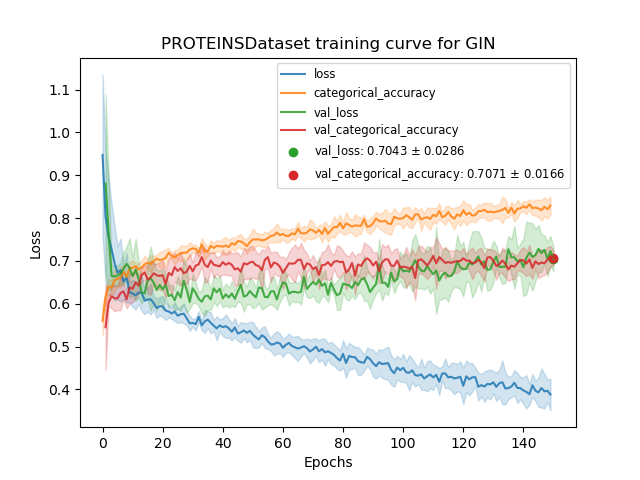 PROTEINSDataset training curve for GIN
loss
categorical_accuracy
val_loss
val_categorical_accuracy
val_loss: 0.7043 ± 0.0286
val_categorical_accuracy: 0.7071 ± 0.0166
Loss
1.1
1.0
0.9
0.8
0.7
0.6
0.5
0.4
0 20 40 60 80 100 120 140
Epochs